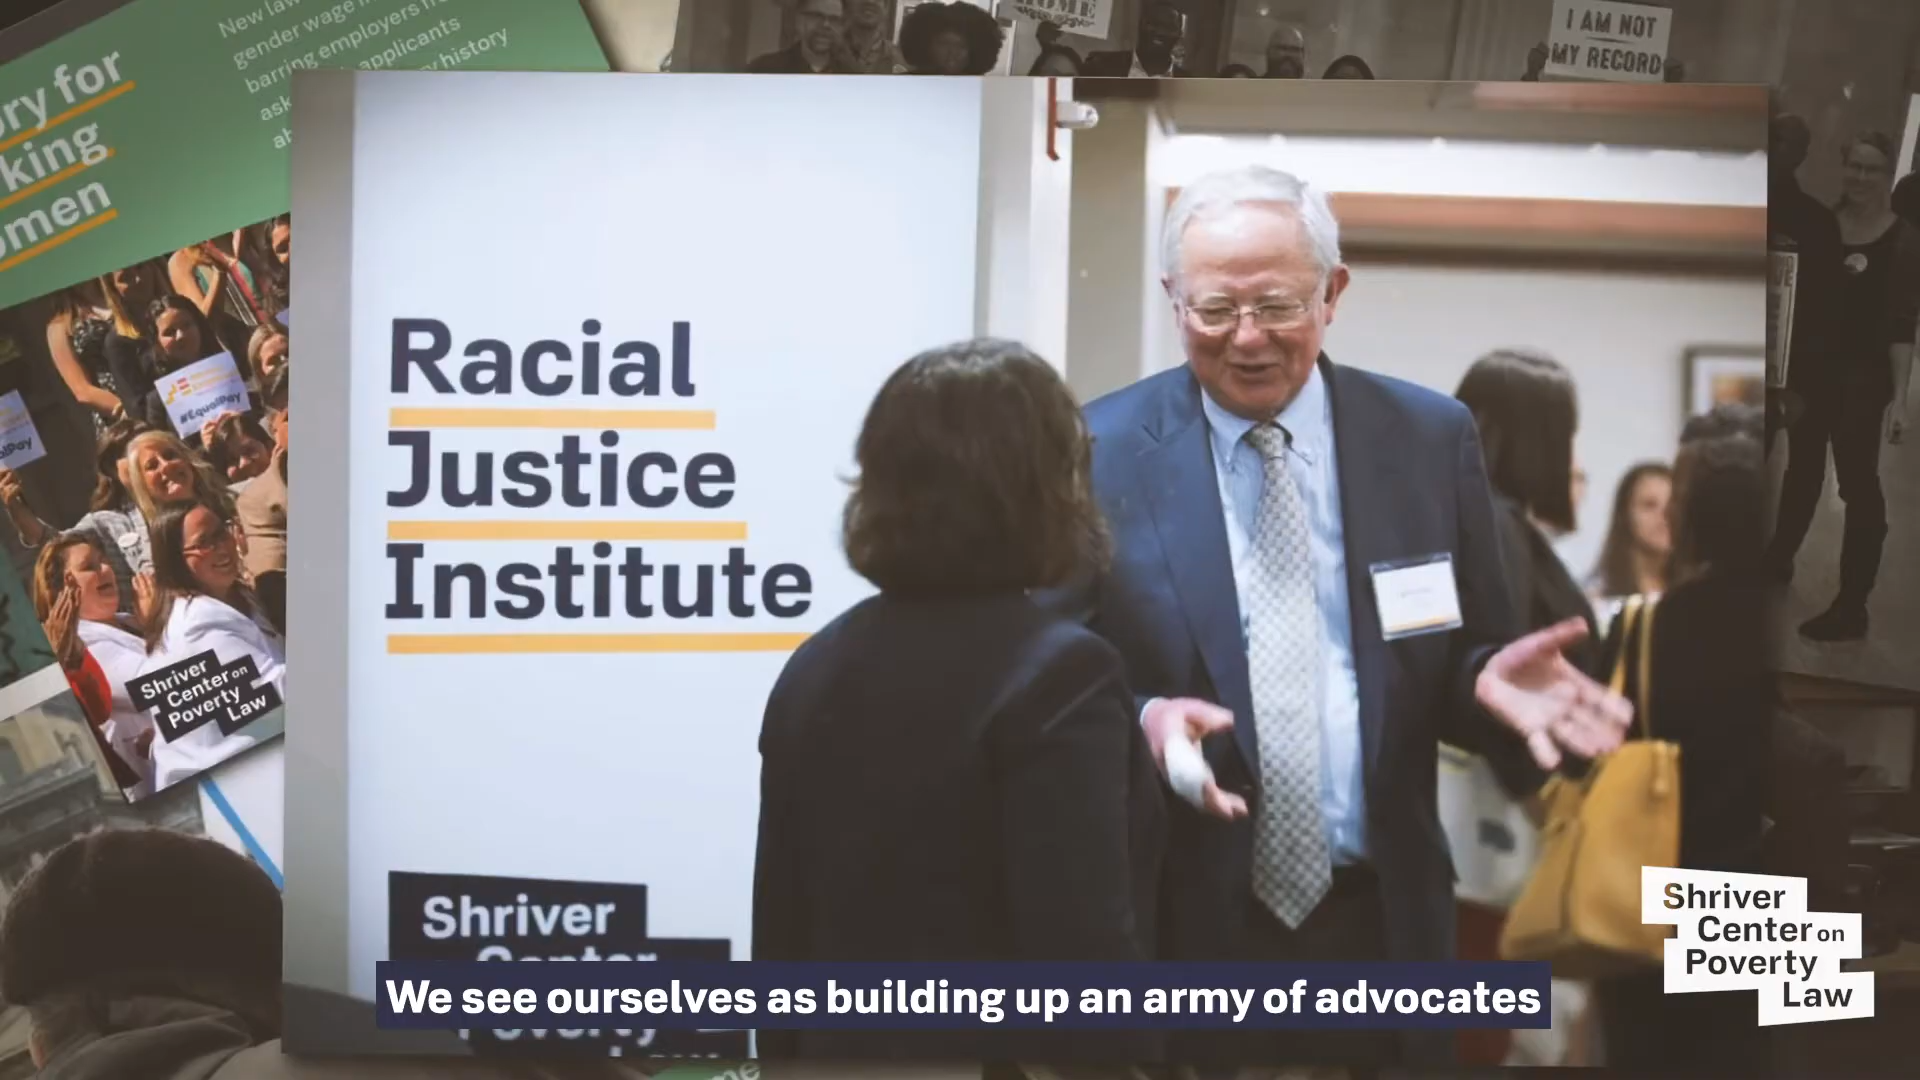 New law
gender wage
barring employers
applicants
history
ask
ry for
king
omen
I AM NOT
MY RECORD
#EqualPay
Shriver
Center on
Poverty
Law
Racial
Justice
Institute
Shriver
Center
Poverty
We see ourselves as building up an army of advocates
Shriver
Center on
Poverty
Law